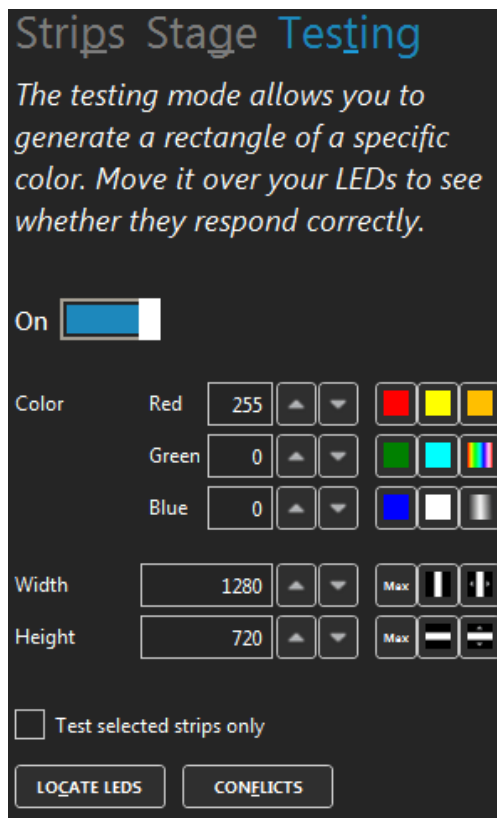 Strips Stage Testing
The testing mode allows you to
generate a rectangle of a specific
color. Move it over your LEDs to see
whether they respond correctly.
On
Color Red 255
Green 0
Blue 0
Width 1280 Max
Height 720 Max
Test selected strips only
LOCATE LEDS CONFLICTS